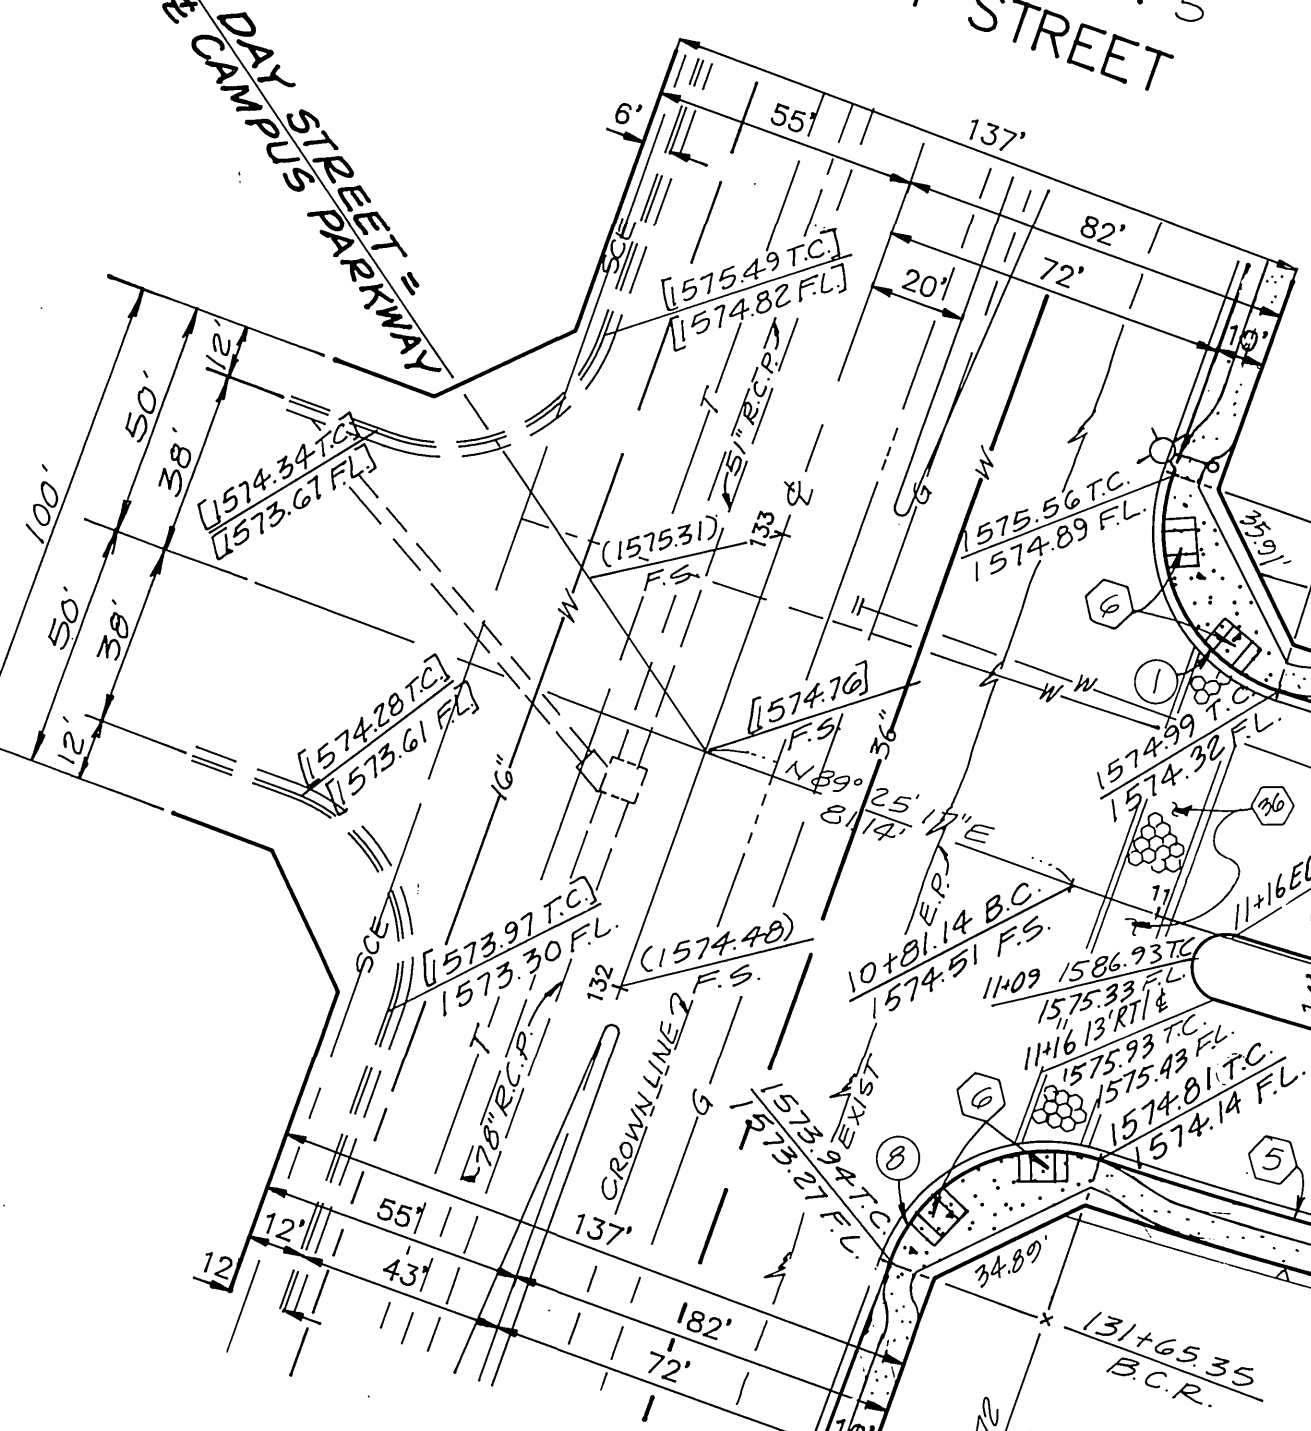 STREET
DAY STREET =
CAMPUS PARKWAY
6'
55'
137'
82'
72'
20'
10'
SCE
[1575.49 T.C.]
[1574.82 F.L.]
12'
50'
38'
100'
50'
38'
12'
[1574.34 T.C.]
[1573.67 F.L.]
T
51" R.C.P.
W
G
℄
133
(1575.31)
F.S.
1575.56 T.C.
1574.89 F.L.
35.91'
6
1
W
W W
[1574.28 T.C.]
[1573.61 F.L.]
[1574.76]
F.S.
36"
16"
N 89° 25' 17" E
81.14'
1574.99 T.C.
1574.32 F.L.
36
11
11+16
E.P.
10+81.14 B.C.
1574.51 F.S.
SCE
[1573.97 T.C.]
1573.30 F.L.
132
(1574.48)
F.S.
11+09 1586.93 T.C.
1575.33 F.L.
11+16 13' RT/℄
1575.93 T.C.
1575.43 F.L.
1574.81 T.C.
1574.14 F.L.
T
78" R.C.P.
CROWN LINE
G
EXIST
1573.94 T.C.
1573.27 F.L.
6
8
5
55'
137'
12'
12'
43'
82'
72'
34.89'
131+65.35
B.C.R.